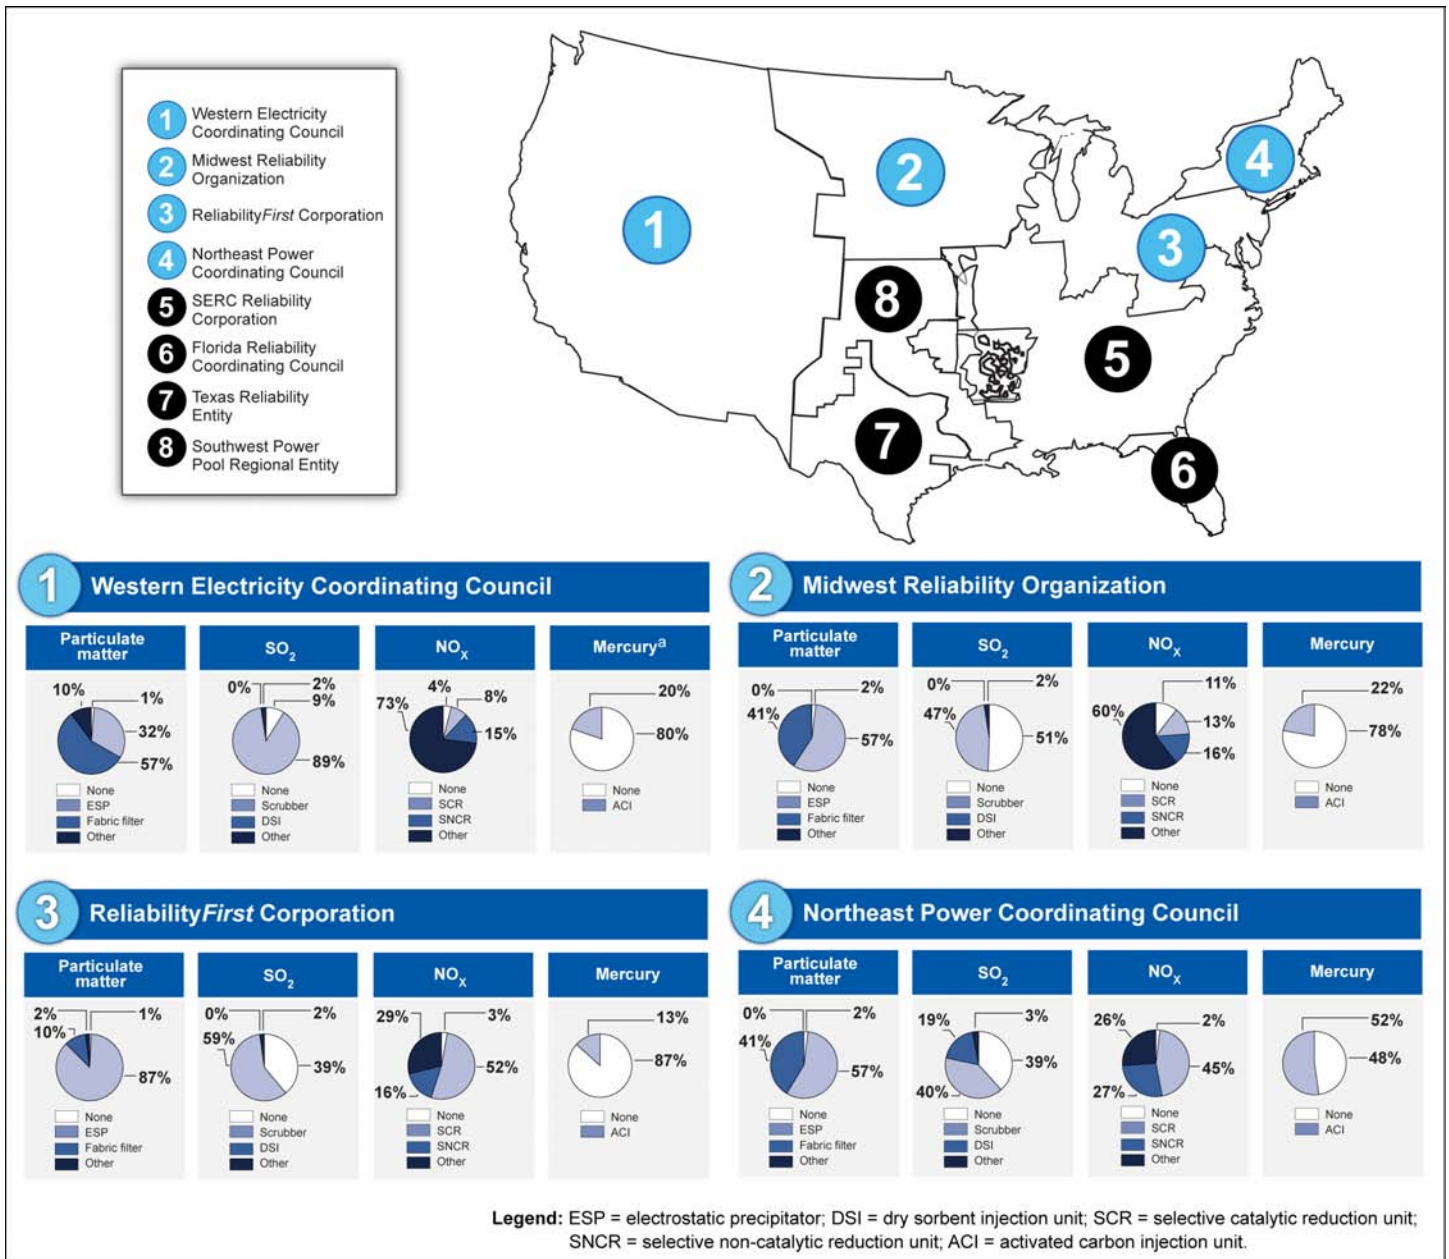 1 Western Electricity
Coordinating Council
2 Midwest Reliability
Organization
3 ReliabilityFirst Corporation
4 Northeast Power
Coordinating Council
5 SERC Reliability
Corporation
6 Florida Reliability
Coordinating Council
7 Texas Reliability
Entity
8 Southwest Power
Pool Regional Entity
1
2
3
4
5
6
7
8
1 Western Electricity Coordinating Council
Particulate
matter
10%
1%
32%
57%
None
ESP
Fabric filter
Other
SO2
0%
2%
9%
89%
None
Scrubber
DSI
Other
NOX
4%
73%
8%
15%
None
SCR
SNCR
Other
Mercurya
20%
80%
None
ACI
2 Midwest Reliability Organization
Particulate
matter
0%
2%
41%
57%
None
ESP
Fabric filter
Other
SO2
0%
2%
47%
51%
None
Scrubber
DSI
Other
NOX
11%
60%
13%
16%
None
SCR
SNCR
Other
Mercury
22%
78%
None
ACI
3 ReliabilityFirst Corporation
Particulate
matter
2%
1%
10%
87%
None
ESP
Fabric filter
Other
SO2
0%
2%
59%
39%
None
Scrubber
DSI
Other
NOX
29%
3%
52%
16%
None
SCR
SNCR
Other
Mercury
13%
87%
None
ACI
4 Northeast Power Coordinating Council
Particulate
matter
0%
2%
41%
57%
None
ESP
Fabric filter
Other
SO2
19%
3%
39%
40%
None
Scrubber
DSI
Other
NOX
26%
2%
45%
27%
None
SCR
SNCR
Other
Mercury
52%
48%
None
ACI
Legend: ESP = electrostatic precipitator; DSI = dry sorbent injection unit; SCR = selective catalytic reduction unit;
SNCR = selective non-catalytic reduction unit; ACI = activated carbon injection unit.